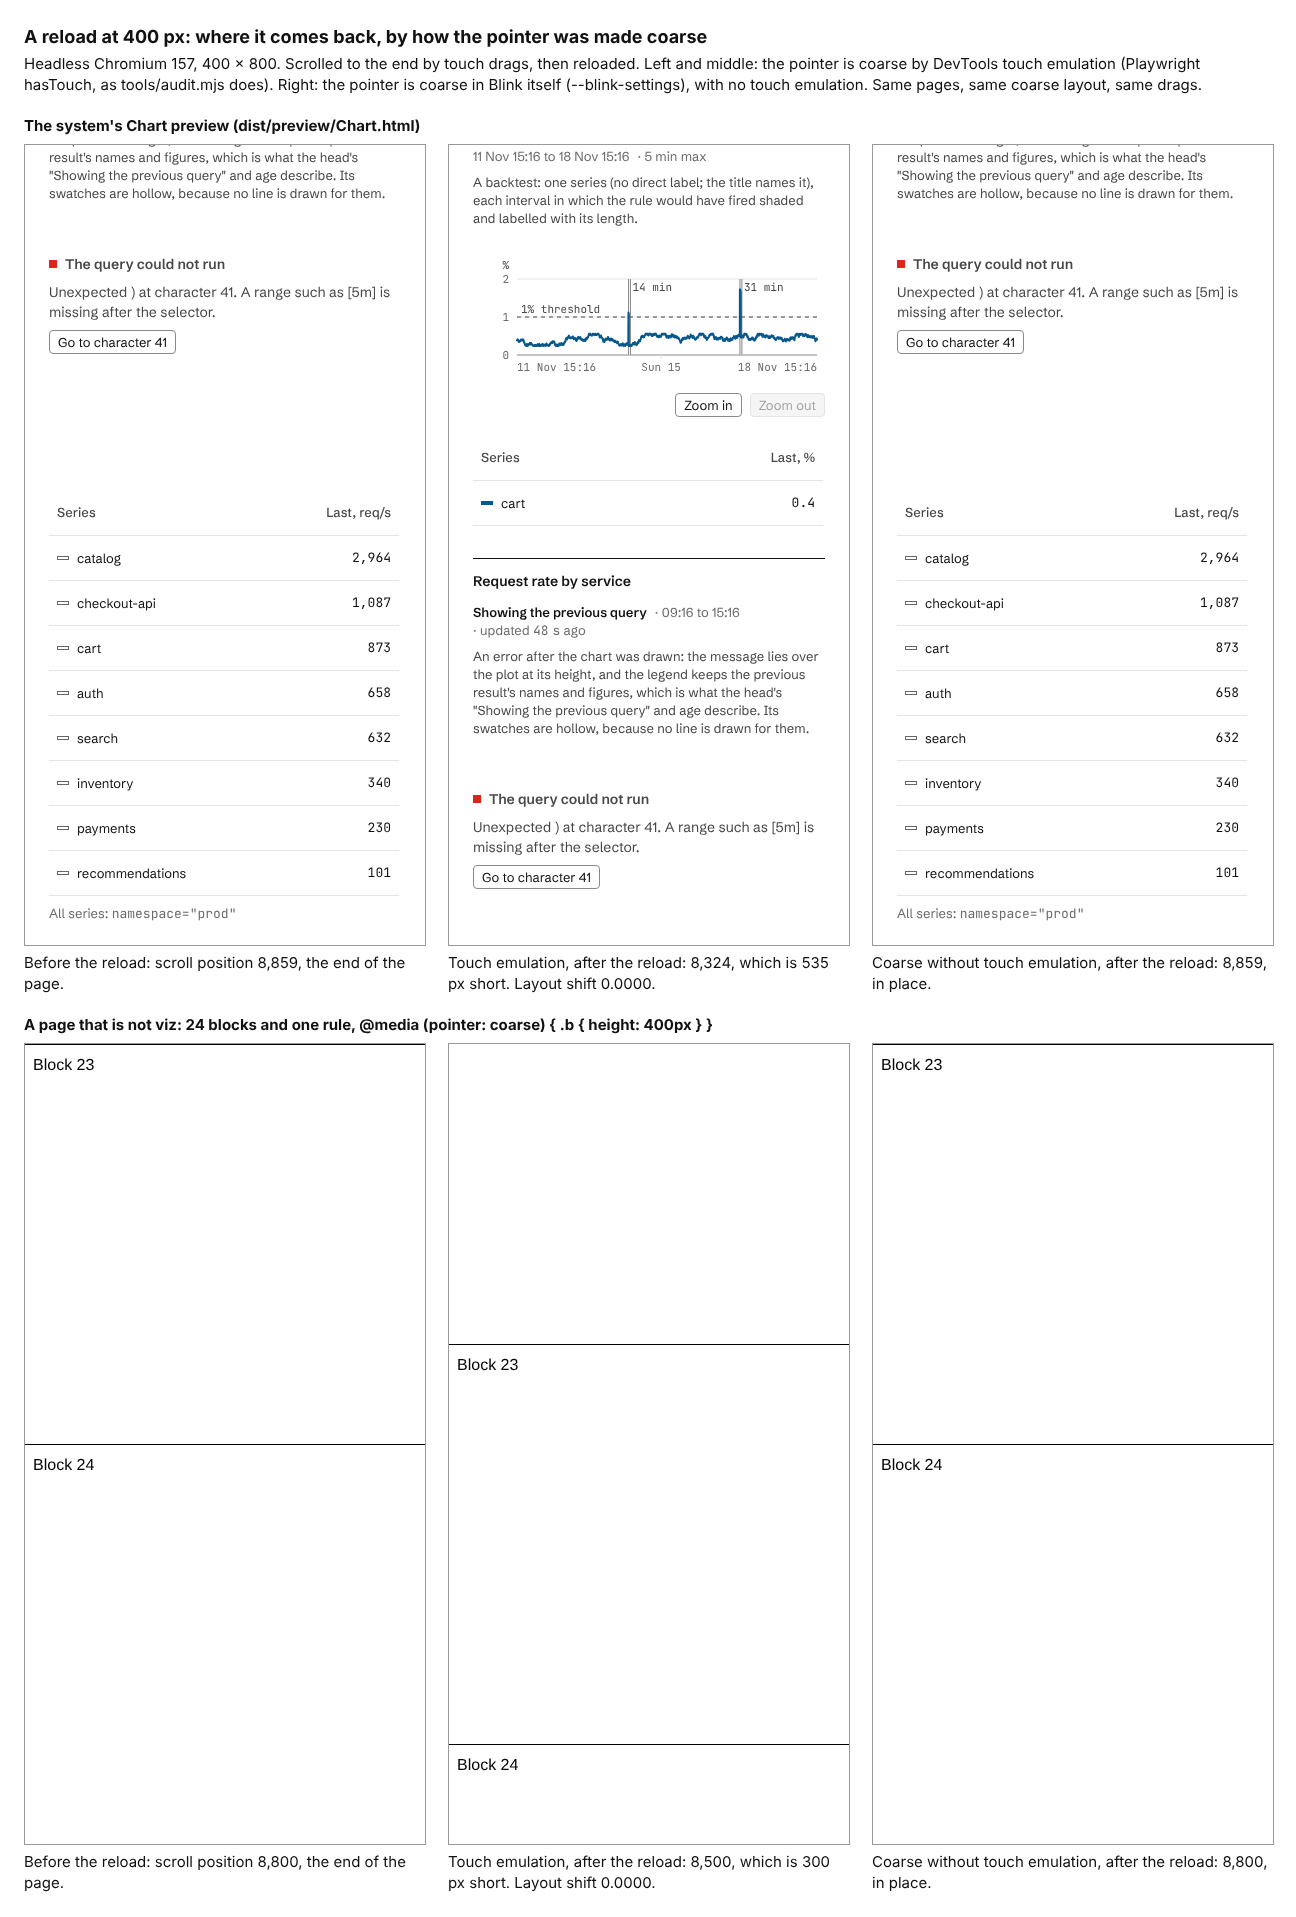 A reload at 400 px: where it comes back, by how the pointer was made coarse
Headless Chromium 157, 400 × 800. Scrolled to the end by touch drags, then reloaded. Left and middle: the pointer is coarse by DevTools touch emulation (Playwright
hasTouch, as tools/audit.mjs does). Right: the pointer is coarse in Blink itself (--blink-settings), with no touch emulation. Same pages, same coarse layout, same drags.
The system's Chart preview (dist/preview/Chart.html)
result's names and figures, which is what the head's
"Showing the previous query" and age describe. Its
swatches are hollow, because no line is drawn for them.
The query could not run
Unexpected ) at character 41. A range such as [5m] is
missing after the selector.
Go to character 41
Series Last, req/s
catalog 2,964
checkout-api 1,087
cart 873
auth 658
search 632
inventory 340
payments 230
recommendations 101
All series: namespace="prod"
Before the reload: scroll position 8,859, the end of the
page.
11 Nov 15:16 to 18 Nov 15:16 · 5 min max
A backtest: one series (no direct label; the title names it),
each interval in which the rule would have fired shaded
and labelled with its length.
%
2
14 min 31 min
1% threshold
1
0
11 Nov 15:16 Sun 15 18 Nov 15:16
Zoom in Zoom out
Series Last, %
cart 0.4
Request rate by service
Showing the previous query · 09:16 to 15:16
· updated 48 s ago
An error after the chart was drawn: the message lies over
the plot at its height, and the legend keeps the previous
result's names and figures, which is what the head's
"Showing the previous query" and age describe. Its
swatches are hollow, because no line is drawn for them.
The query could not run
Unexpected ) at character 41. A range such as [5m] is
missing after the selector.
Go to character 41
Touch emulation, after the reload: 8,324, which is 535
px short. Layout shift 0.0000.
result's names and figures, which is what the head's
"Showing the previous query" and age describe. Its
swatches are hollow, because no line is drawn for them.
The query could not run
Unexpected ) at character 41. A range such as [5m] is
missing after the selector.
Go to character 41
Series Last, req/s
catalog 2,964
checkout-api 1,087
cart 873
auth 658
search 632
inventory 340
payments 230
recommendations 101
All series: namespace="prod"
Coarse without touch emulation, after the reload: 8,859,
in place.
A page that is not viz: 24 blocks and one rule, @media (pointer: coarse) { .b { height: 400px } }
Block 23
Block 24
Before the reload: scroll position 8,800, the end of the
page.
Block 23
Block 24
Touch emulation, after the reload: 8,500, which is 300
px short. Layout shift 0.0000.
Block 23
Block 24
Coarse without touch emulation, after the reload: 8,800,
in place.